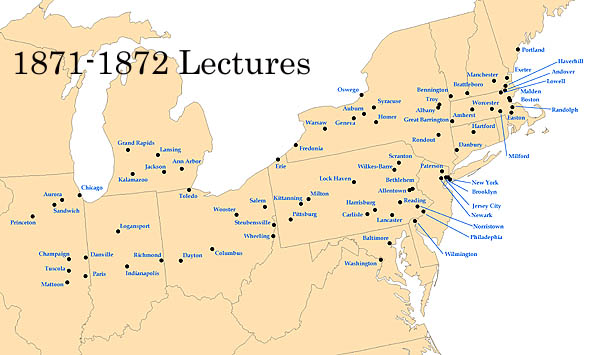 1871-1872 Lectures
Portland
Haverhill
Exeter
Manchester
Andover
Lowell
Brattleboro
Bennington
Malden
Boston
Oswego
Syracuse
Troy
Worcester
Randolph
Auburn
Albany
Geneva
Homer
Great Barrington
Amherst
Easton
Warsaw
Hartford
Rondout
Milford
Fredonia
Danbury
Grand Rapids
Lansing
Ann Arbor
Jackson
Kalamazoo
Erie
Scranton
Wilkes-Barre
Paterson
Lock Haven
Bethlehem
New York
Allentown
Brooklyn
Chicago
Toledo
Aurora
Sandwich
Princeton
Salem
Kittanning
Milton
Harrisburg
Reading
Jersey City
Newark
Wooster
Carlisle
Lancaster
Pittsburg
Steubensville
Norristown
Philadephia
Logansport
Wheeling
Baltimore
Wilmington
Champaign
Danville
Richmond
Dayton
Columbus
Washington
Tuscola
Paris
Indianapolis
Mattoon